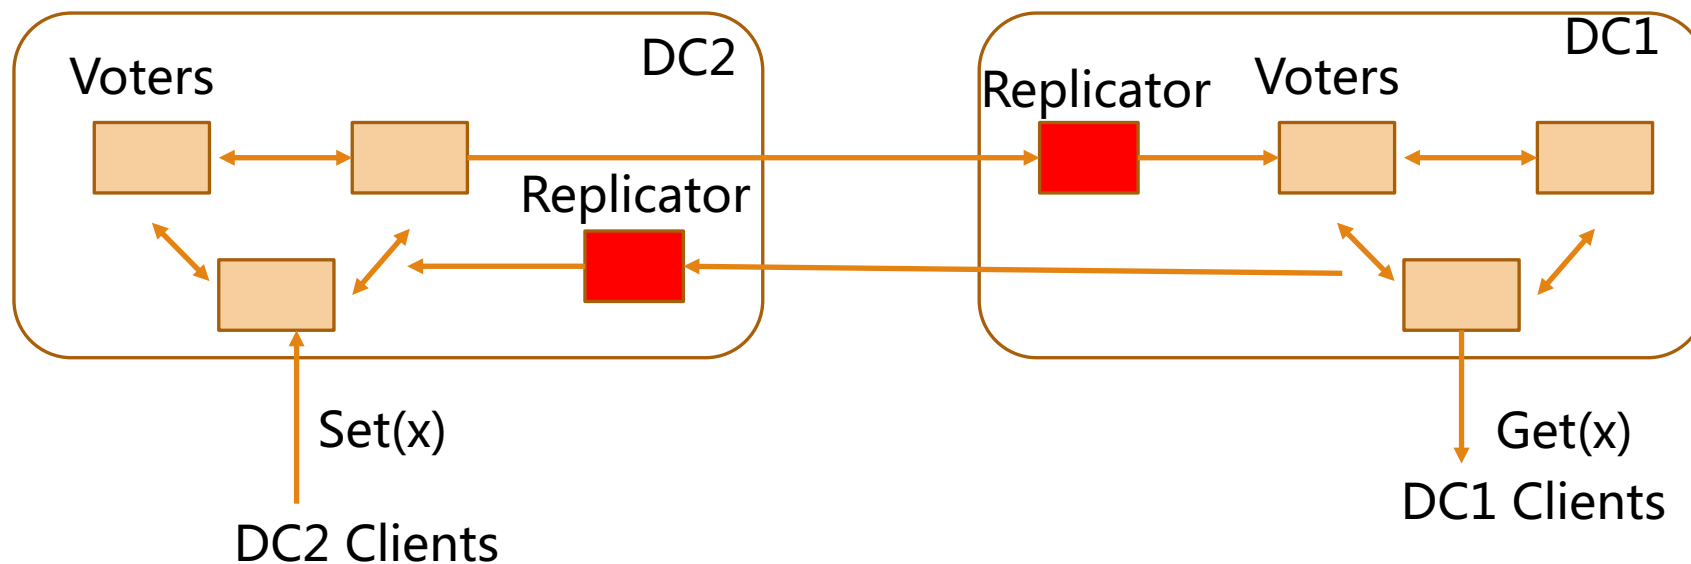 DC2
Voters
Replicator
Set(x)
DC2 Clients
DC1
Replicator
Voters
Get(x)
DC1 Clients